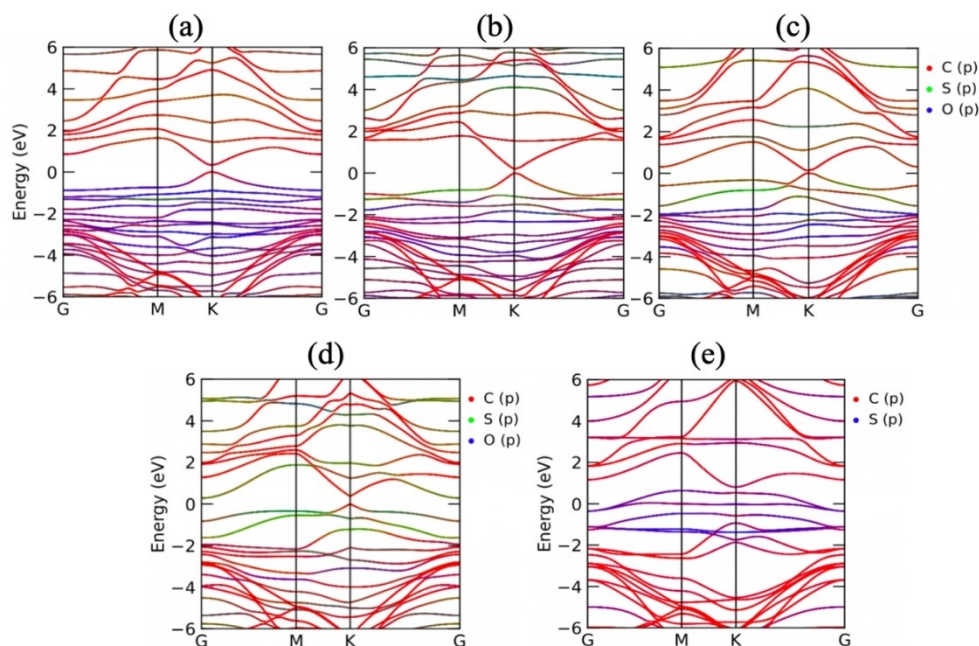 (a) (b) (c)
6 6 6
4 4 4
2 2 2
0 0 0
−2 −2 −2
−4 −4 −4
−6 −6 −6
Energy (eV)
G M K G G M K G G M K G
C (p)
S (p)
O (p)
(d) (e)
6 6
4 4
2 2
0 0
−2 −2
−4 −4
−6 −6
Energy (eV) Energy (eV)
G M K G G M K G
C (p) C (p)
S (p) S (p)
O (p)